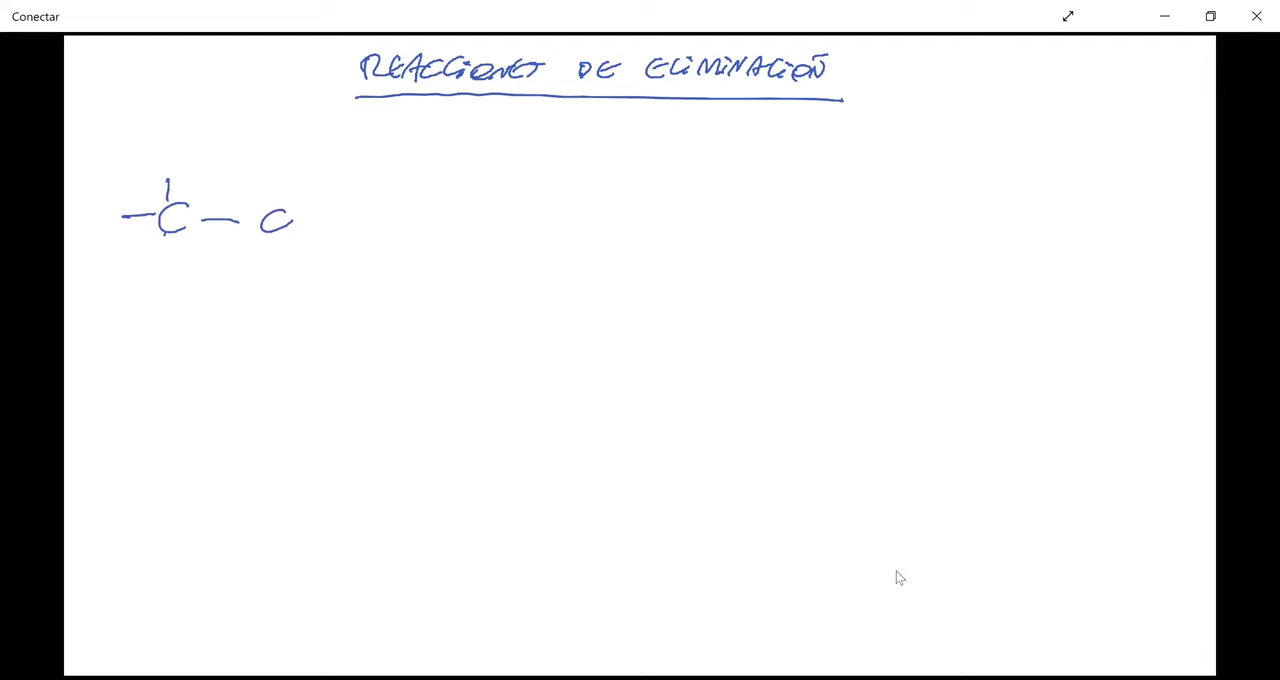 Conectar
REACCIONES DE ELIMINACIÓN
C — C